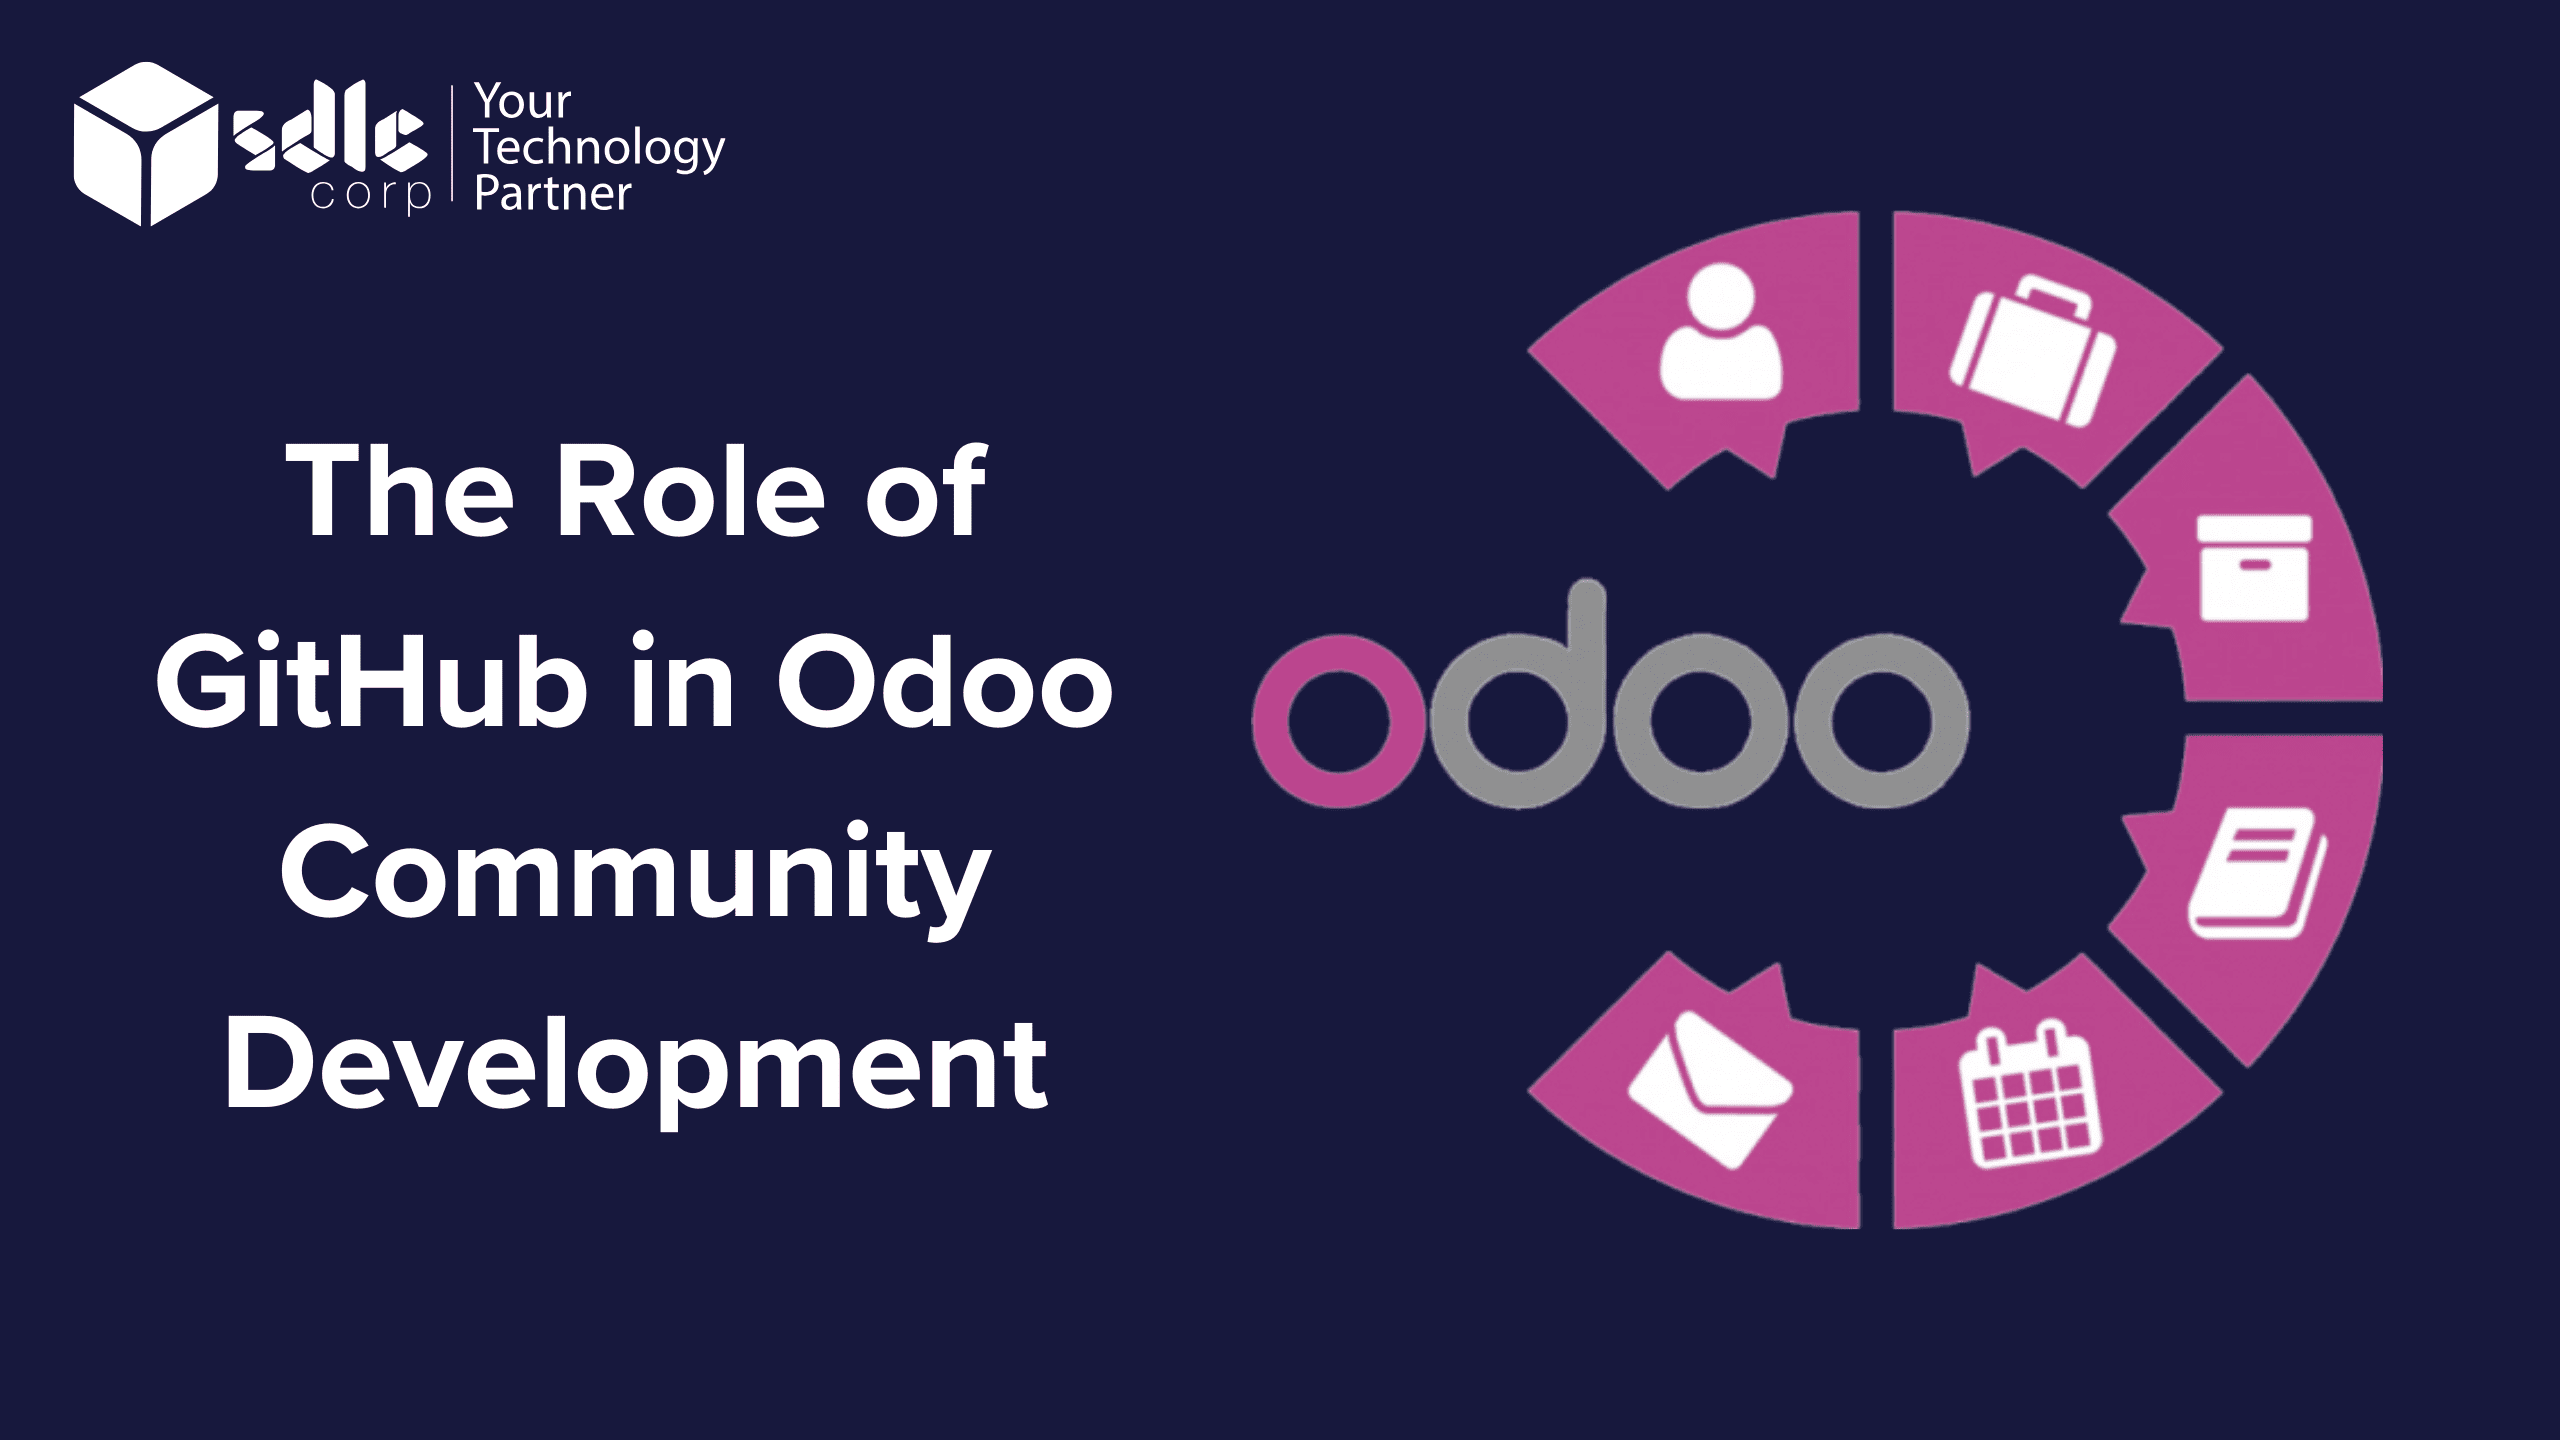 sdlc
corp
Your
Technology
Partner
The Role of
GitHub in Odoo
Community
Development
odoo